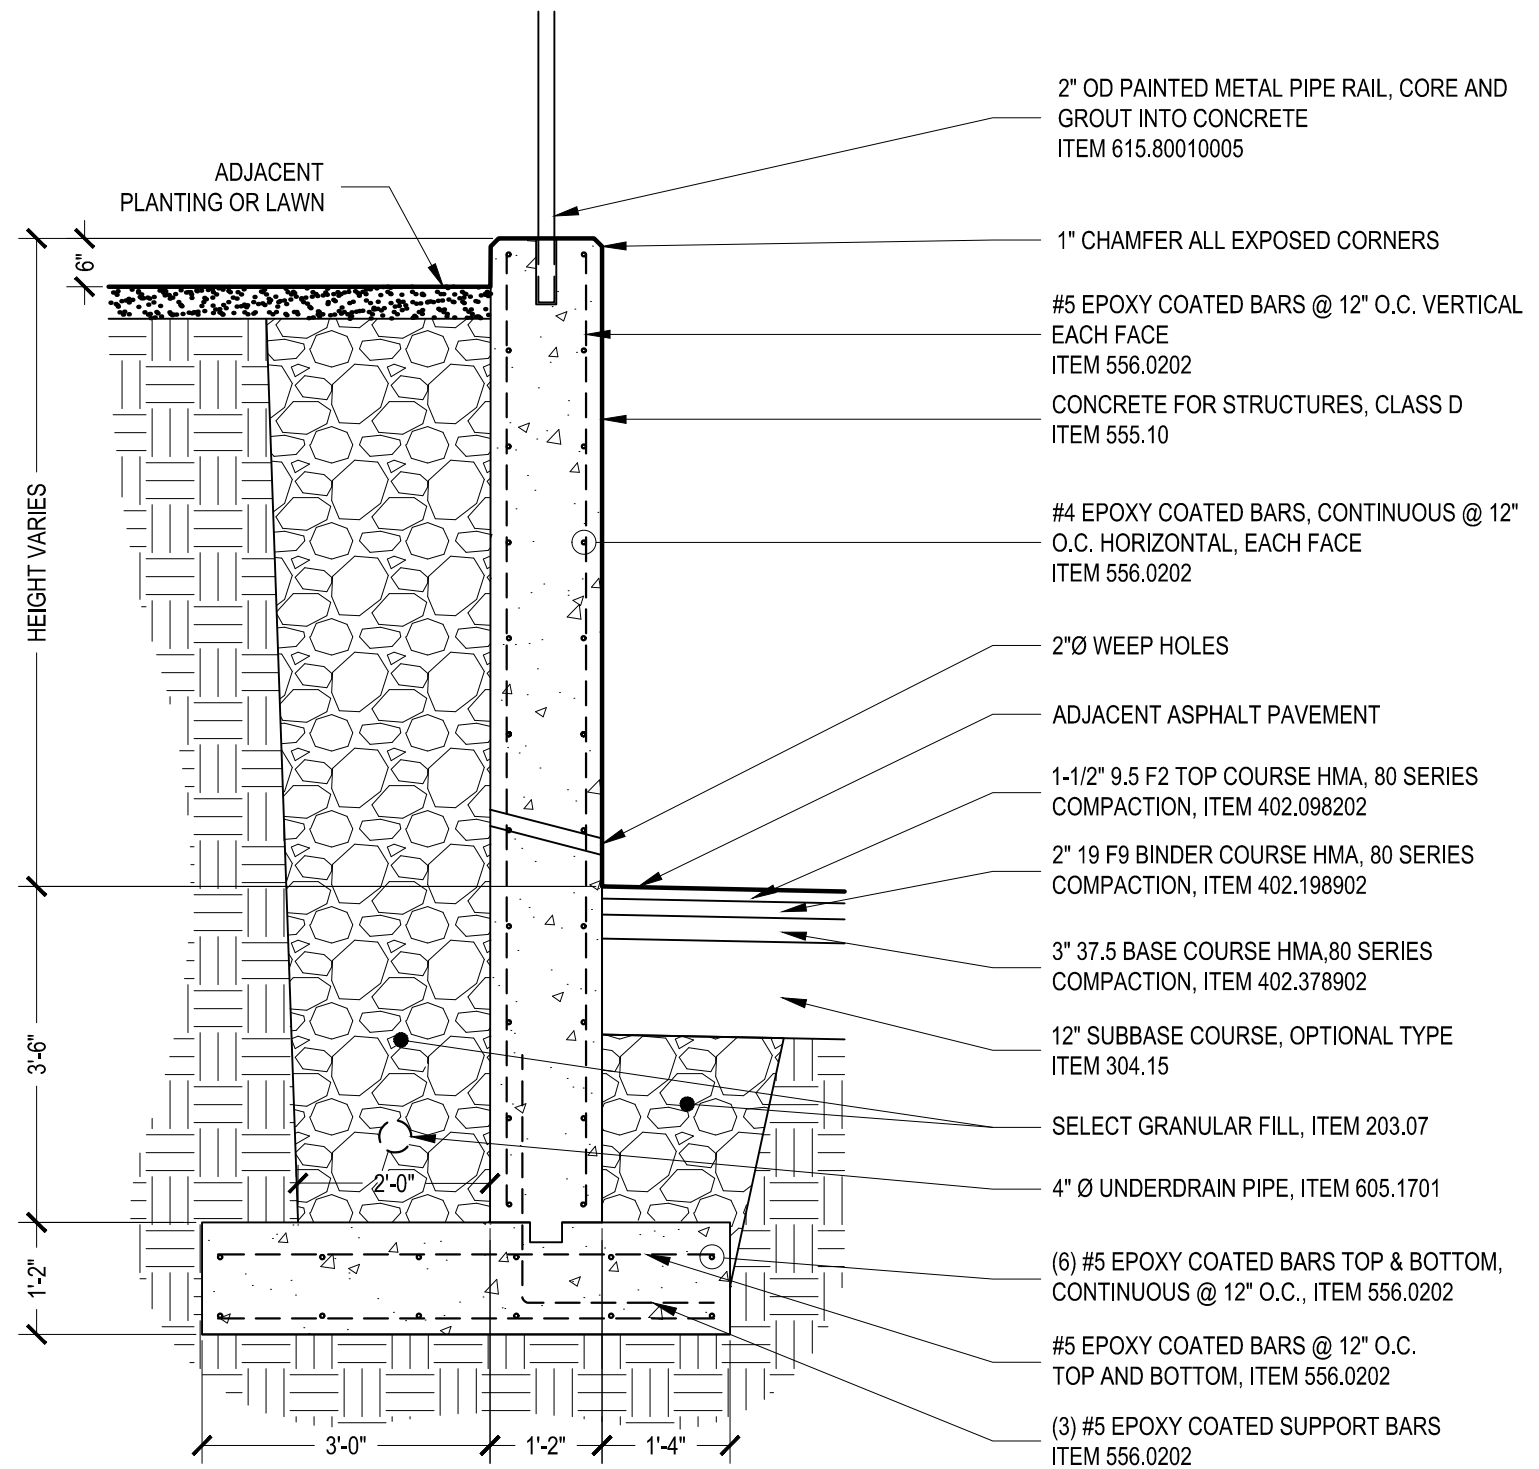 2" OD PAINTED METAL PIPE RAIL, CORE AND
GROUT INTO CONCRETE
ITEM 615.80010005
ADJACENT
PLANTING OR LAWN
1" CHAMFER ALL EXPOSED CORNERS
6"
#5 EPOXY COATED BARS @ 12" O.C. VERTICAL
EACH FACE
ITEM 556.0202
CONCRETE FOR STRUCTURES, CLASS D
ITEM 555.10
HEIGHT VARIES
#4 EPOXY COATED BARS, CONTINUOUS @ 12"
O.C. HORIZONTAL, EACH FACE
ITEM 556.0202
2"Ø WEEP HOLES
ADJACENT ASPHALT PAVEMENT
1-1/2" 9.5 F2 TOP COURSE HMA, 80 SERIES
COMPACTION, ITEM 402.098202
2" 19 F9 BINDER COURSE HMA, 80 SERIES
COMPACTION, ITEM 402.198902
3" 37.5 BASE COURSE HMA,80 SERIES
COMPACTION, ITEM 402.378902
3'-6"
12" SUBBASE COURSE, OPTIONAL TYPE
ITEM 304.15
SELECT GRANULAR FILL, ITEM 203.07
2'-0"
4" Ø UNDERDRAIN PIPE, ITEM 605.1701
1'-2"
(6) #5 EPOXY COATED BARS TOP & BOTTOM,
CONTINUOUS @ 12" O.C., ITEM 556.0202
#5 EPOXY COATED BARS @ 12" O.C.
TOP AND BOTTOM, ITEM 556.0202
(3) #5 EPOXY COATED SUPPORT BARS
ITEM 556.0202
3'-0"
1'-2"
1'-4"